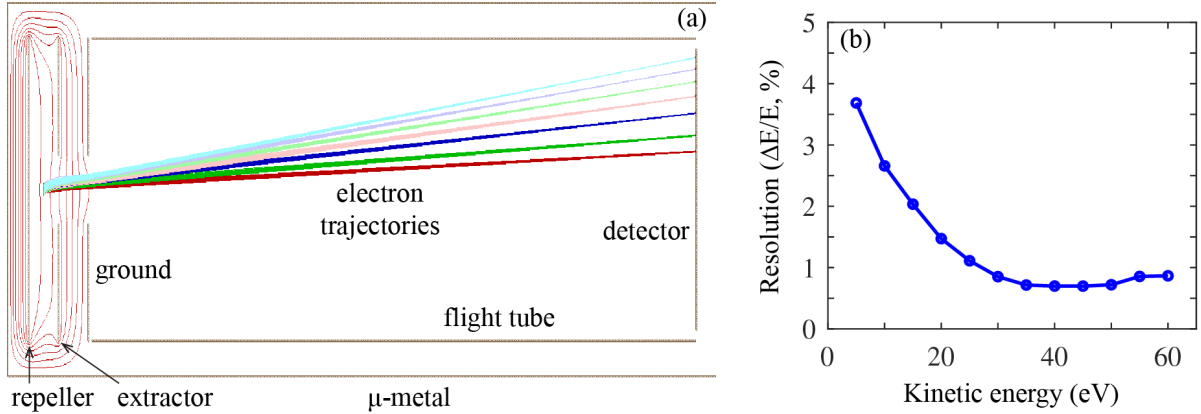 (a)
electron
trajectories
detector
ground
flight tube
repeller
extractor
μ-metal
(b)
Resolution (ΔE/E, %)
5
4
3
2
1
0
0
20
40
60
Kinetic energy (eV)